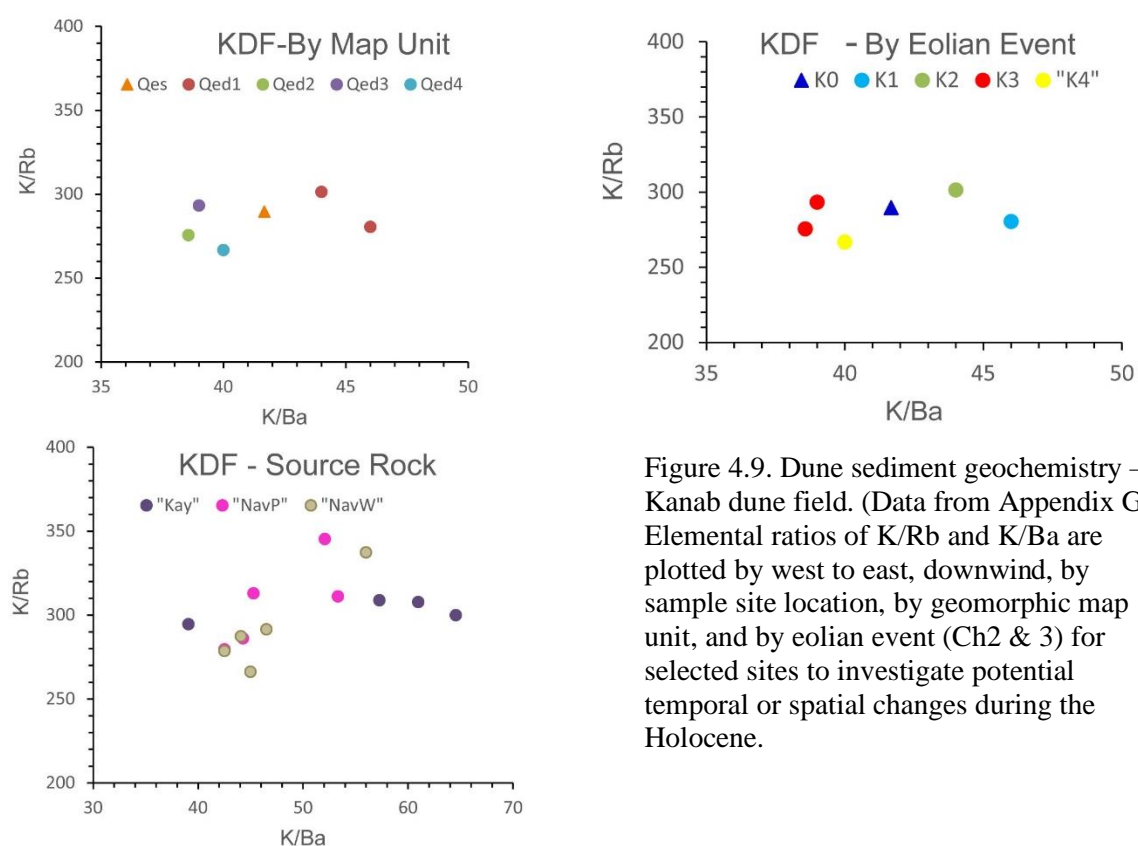 KDF-By Map Unit
Qes Qed1 Qed2 Qed3 Qed4
400
350
300
250
200
K/Rb
35 40 45 50
K/Ba
KDF - By Eolian Event
K0 K1 K2 K3 "K4"
400
350
300
250
200
K/Rb
35 40 45 50
K/Ba
KDF - Source Rock
"Kay" "NavP" "NavW"
400
350
300
250
200
K/Rb
30 40 50 60 70
K/Ba
Figure 4.9. Dune sediment geochemistry –
Kanab dune field. (Data from Appendix G
Elemental ratios of K/Rb and K/Ba are
plotted by west to east, downwind, by
sample site location, by geomorphic map
unit, and by eolian event (Ch2 & 3) for
selected sites to investigate potential
temporal or spatial changes during the
Holocene.